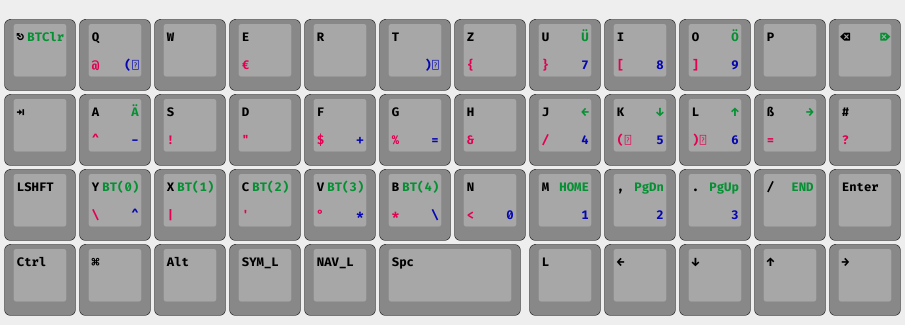 ⎋ BTClr Q W E R T Z U Ü I O Ö P ⌫ ⌦
@ (⍰ € )⍰ { } 7 [ 8 ] 9
⇥ A Ä S D F G H J ← K ↓ L ↑ ß → #
^ - ! " $ + % = & / 4 (⍰ 5 )⍰ 6 = ?
LSHFT Y BT(0) X BT(1) C BT(2) V BT(3) B BT(4) N M HOME , PgDn . PgUp / END Enter
\ ^ | ' ° * * \ < 0 1 2 3
Ctrl ⌘ Alt SYM_L NAV_L Spc L ← ↓ ↑ →